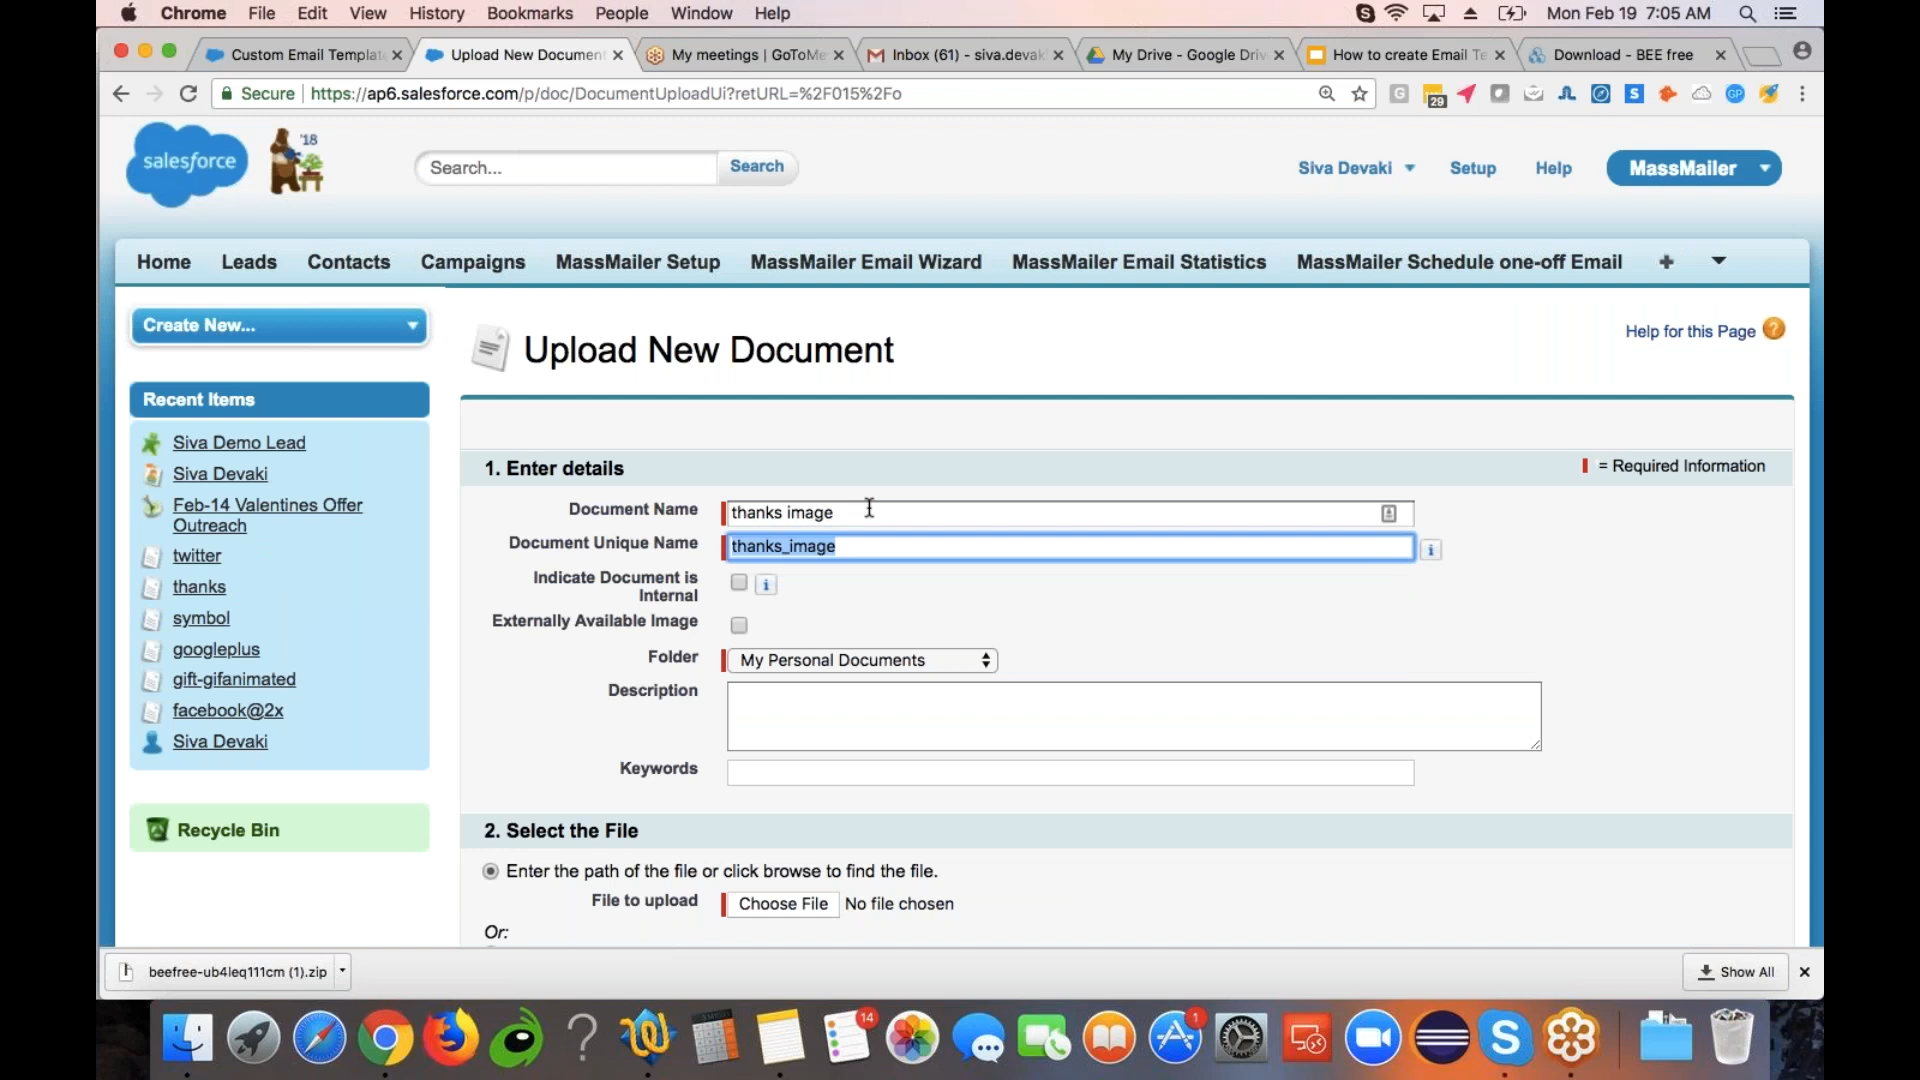 Chrome File Edit View History Bookmarks People Window Help Mon Feb 19 7:05 AM
Custom Email Templat Upload New Document My meetings | GoToMe Inbox (61) - siva.devak My Drive - Google Driv How to create Email Te Download - BEE free
Secure https://ap6.salesforce.com/p/doc/DocumentUploadUi?retURL=%2F015%2Fo
29
salesforce '18 Search... Search Siva Devaki Setup Help MassMailer
Home Leads Contacts Campaigns MassMailer Setup MassMailer Email Wizard MassMailer Email Statistics MassMailer Schedule one-off Email
Create New...
Recent Items
Siva Demo Lead
Siva Devaki
Feb-14 Valentines Offer
Outreach
twitter
thanks
symbol
googleplus
gift-gifanimated
facebook@2x
Siva Devaki
Recycle Bin
Upload New Document
Help for this Page ?
1. Enter details
= Required Information
Document Name thanks image
Document Unique Name thanks_image
Indicate Document is
Internal
Externally Available Image
Folder My Personal Documents
Description
Keywords
2. Select the File
Enter the path of the file or click browse to find the file.
File to upload Choose File No file chosen
Or:
beefree-ub4leq111cm (1).zip Show All
14
1